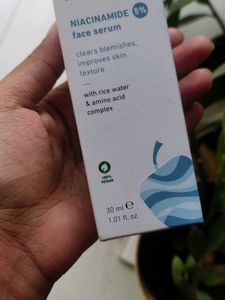 NIACINAMIDE 5%
face serum
clears blemishes,
improves skin
texture
with rice water
& amino acid
complex
100%
VEGAN
30 ml ℮
1.01 fl. oz.